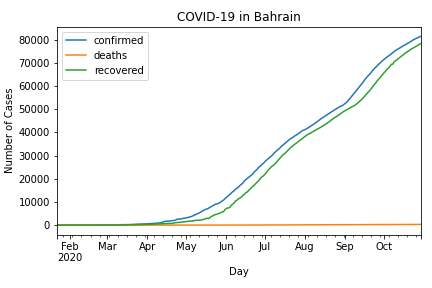 COVID-19 in Bahrain
confirmed
deaths
recovered
Number of Cases
80000
70000
60000
50000
40000
30000
20000
10000
0
Feb Mar Apr May Jun Jul Aug Sep Oct
2020
Day